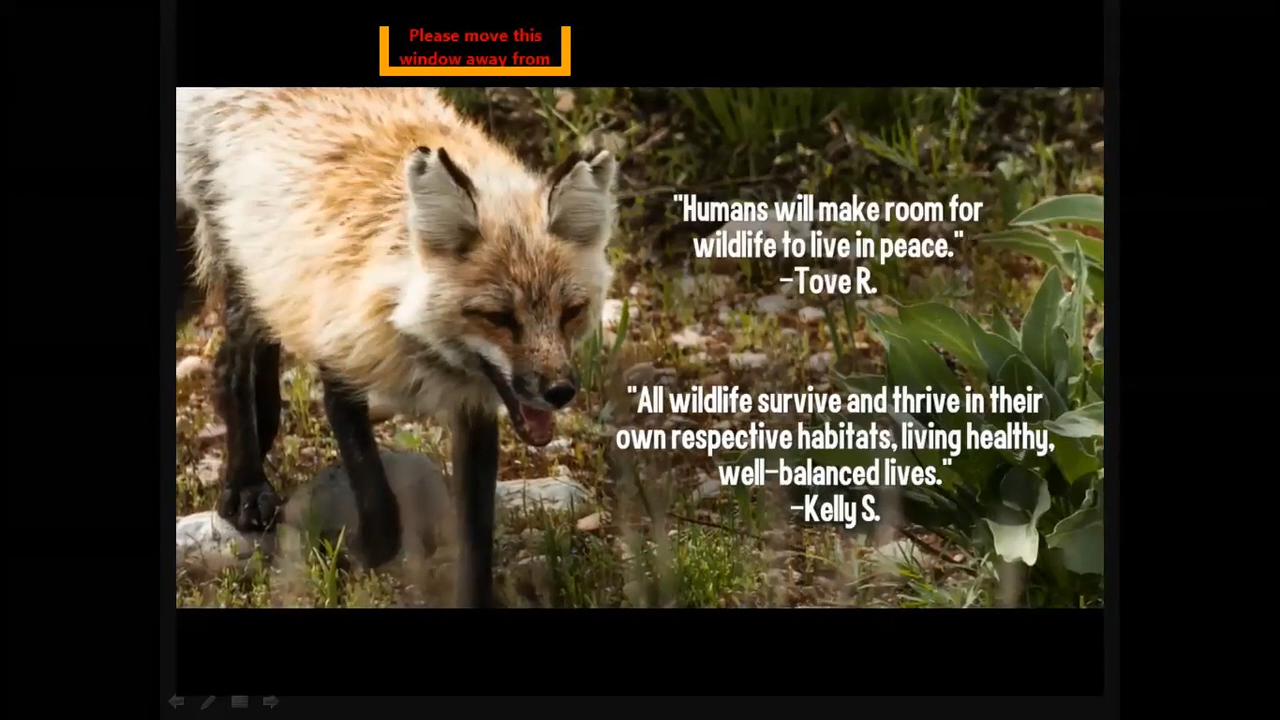 Please move this
window away from
"Humans will make room for
wildlife to live in peace."
–Tove R.
"All wildlife survive and thrive in their
own respective habitats, living healthy,
well–balanced lives."
–Kelly S.